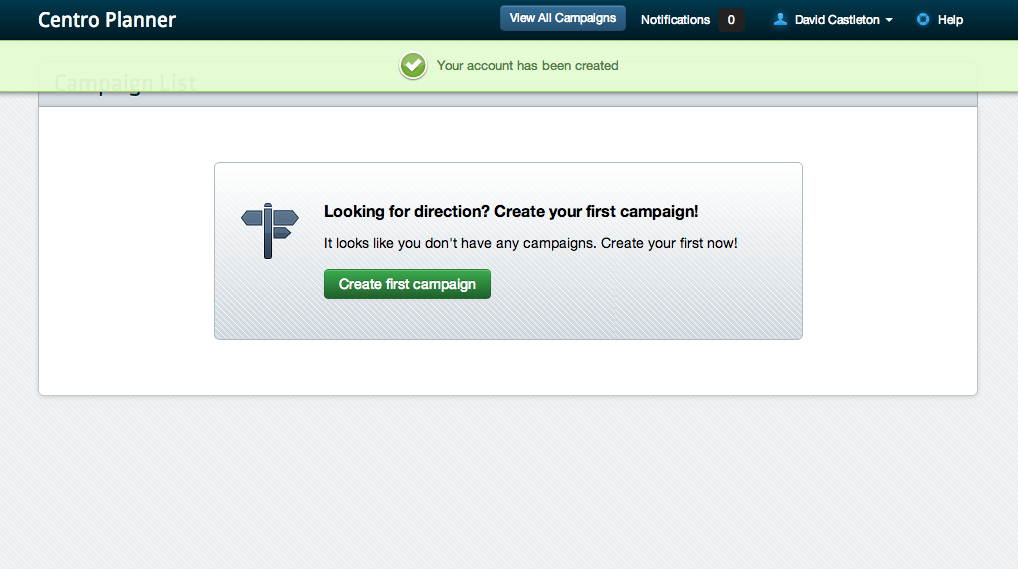 Centro Planner
View All Campaigns
Notifications 0
David Castleton
Help
Your account has been created
Campaign List
Looking for direction? Create your first campaign!
It looks like you don't have any campaigns. Create your first now!
Create first campaign